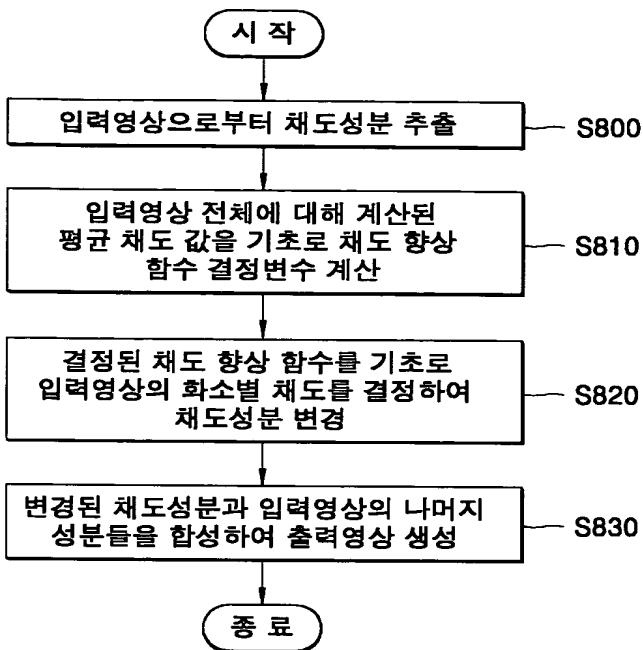 시 작
입력영상으로부터 채도성분 추출
S800
입력영상 전체에 대해 계산된
평균 채도 값을 기초로 채도 향상
함수 결정변수 계산
S810
결정된 채도 향상 함수를 기초로
입력영상의 화소별 채도를 결정하여
채도성분 변경
S820
변경된 채도성분과 입력영상의 나머지
성분들을 합성하여 출력영상 생성
S830
종 료